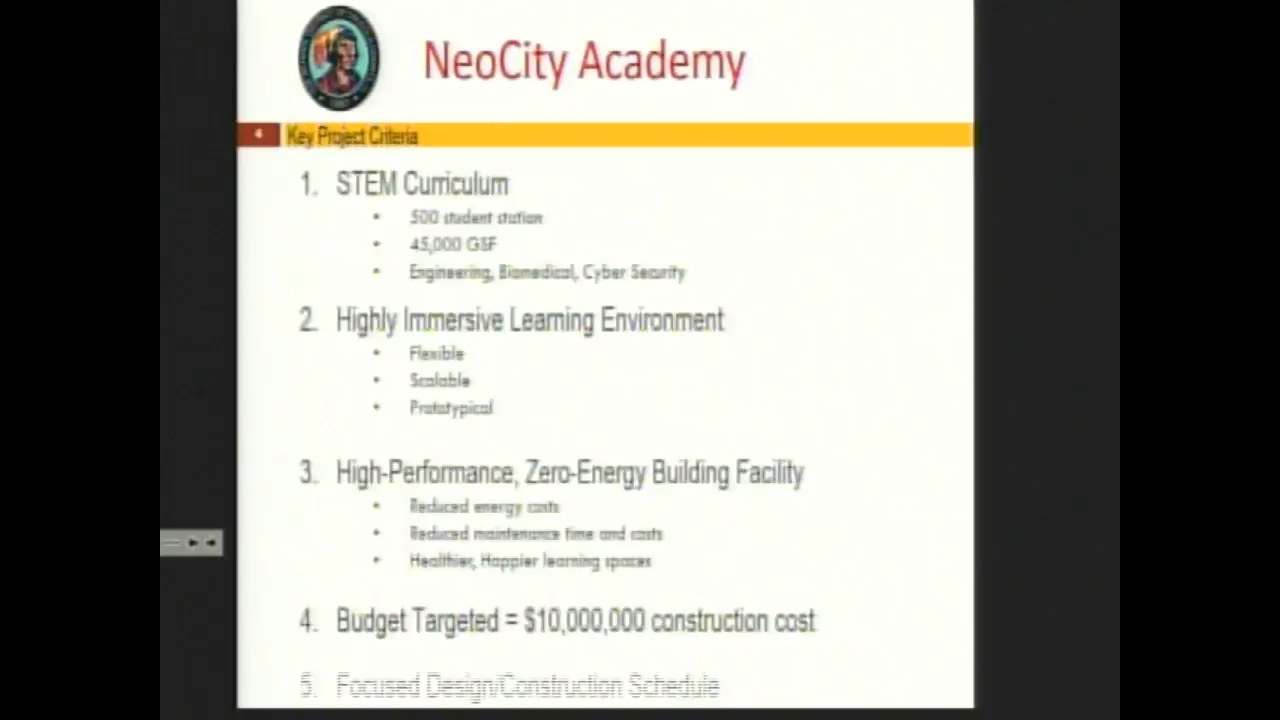 NeoCity Academy
4 Key Project Criteria
1. STEM Curriculum
• 500 student station
• 45,000 GSF
• Engineering, Biomedical, Cyber Security
2. Highly Immersive Learning Environment
• Flexible
• Scalable
• Prototypical
3. High-Performance, Zero-Energy Building Facility
• Reduced energy costs
• Reduced maintenance time and costs
• Healthier, Happier learning spaces
4. Budget Targeted = $10,000,000 construction cost
5. Focused Design/Construction Schedule